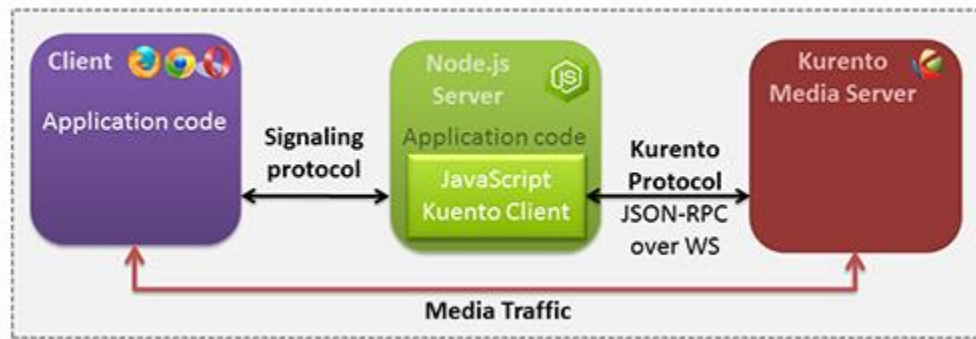 Client
Application code
Signaling
protocol
Node.js
Server
JS
Application code
JavaScript
Kuento Client
Kurento
Protocol
JSON-RPC
over WS
Kurento
Media Server
Media Traffic